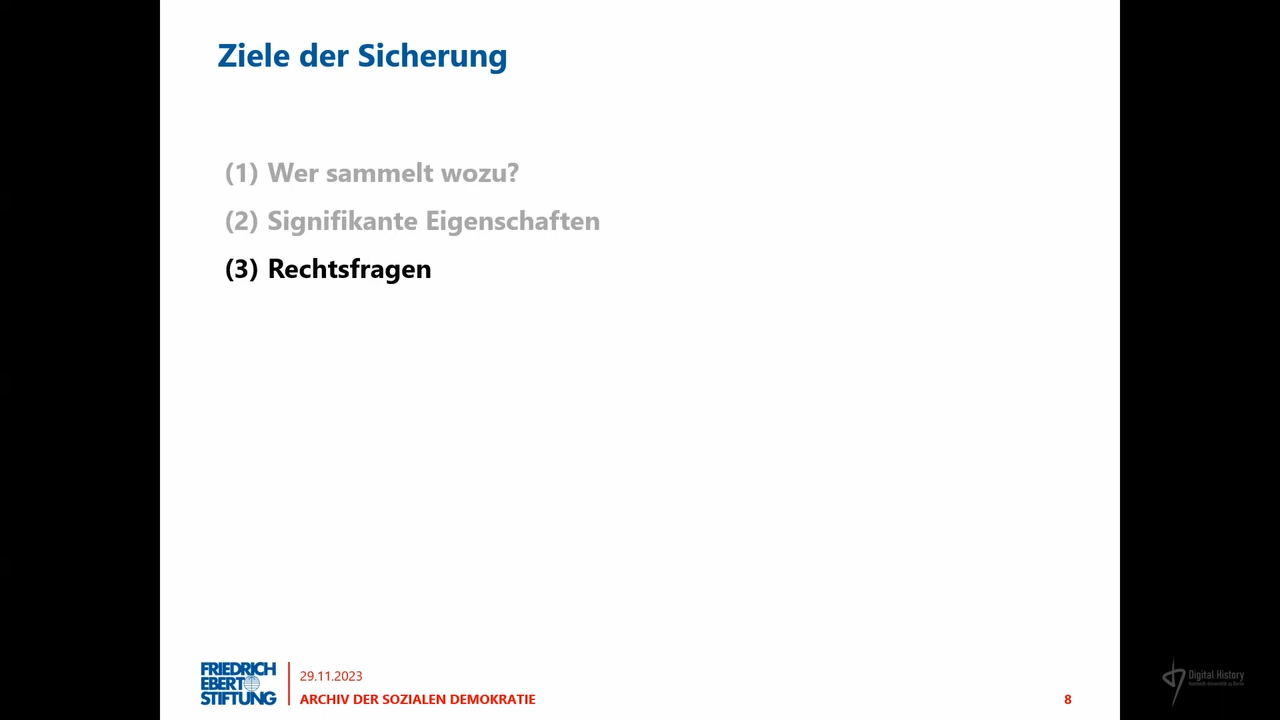 Ziele der Sicherung
(1) Wer sammelt wozu?
(2) Signifikante Eigenschaften
(3) Rechtsfragen
FRIEDRICH
EBERT
STIFTUNG
29.11.2023
ARCHIV DER SOZIALEN DEMOKRATIE
8
Digital History